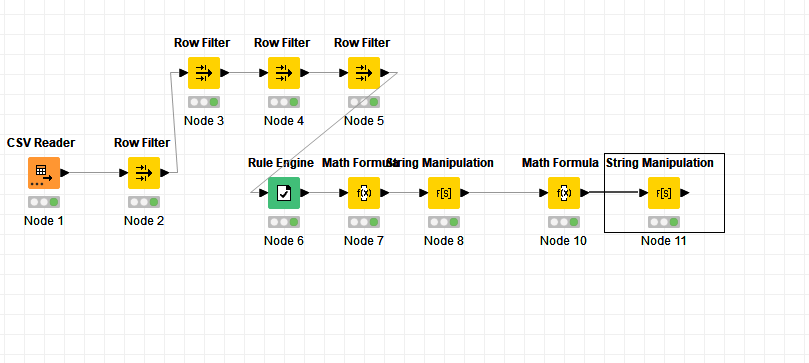 Row Filter Row Filter Row Filter
Node 3 Node 4 Node 5
CSV Reader Row Filter
Node 1 Node 2
Rule Engine Math Formula String Manipulation Math Formula String Manipulation
f(x) F[S] f(x) F[S]
Node 6 Node 7 Node 8 Node 10 Node 11